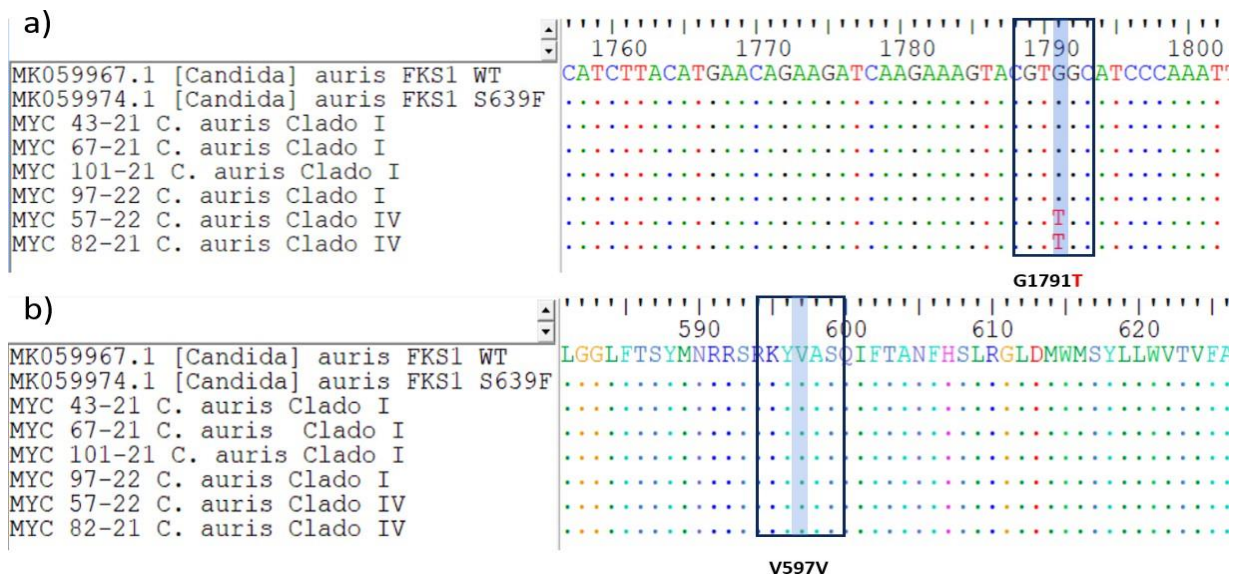 a)
1760 1770 1780 1790 1800
MK059967.1 [Candida] auris FKS1 WT CATCTTACATGAACAGAAGATCAAGAAAGTACGTGGCATCCCAAATT
MK059974.1 [Candida] auris FKS1 S639F
MYC 43-21 C. auris Clado I
MYC 67-21 C. auris Clado I
MYC 101-21 C. auris Clado I
MYC 97-22 C. auris Clado I
MYC 57-22 C. auris Clado IV T
MYC 82-21 C. auris Clado IV T
G1791T
b)
590 600 610 620
MK059967.1 [Candida] auris FKS1 WT LGGLFTSYMNRRSRKYVASQIFTANFHSLRGLDMWMSYLLWVTVFA
MK059974.1 [Candida] auris FKS1 S639F
MYC 43-21 C. auris Clado I
MYC 67-21 C. auris Clado I
MYC 101-21 C. auris Clado I
MYC 97-22 C. auris Clado I
MYC 57-22 C. auris Clado IV
MYC 82-21 C. auris Clado IV
V597V